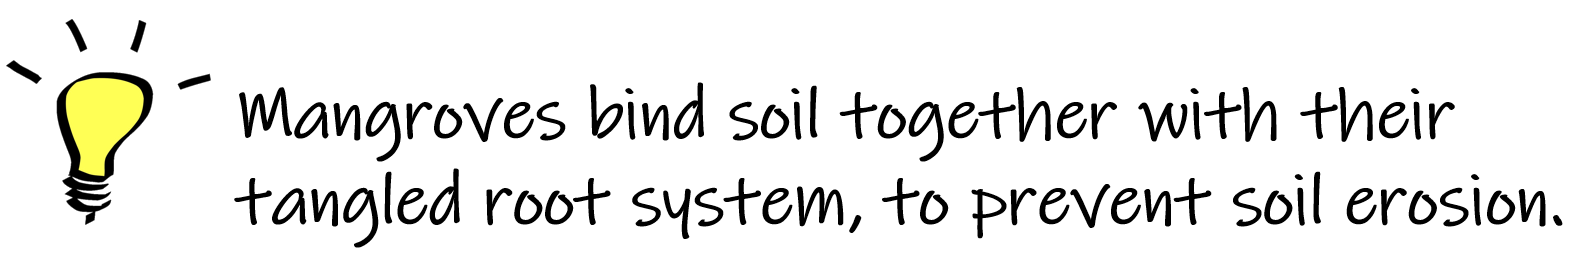 Mangroves bind soil together with their
tangled root system, to prevent soil erosion.